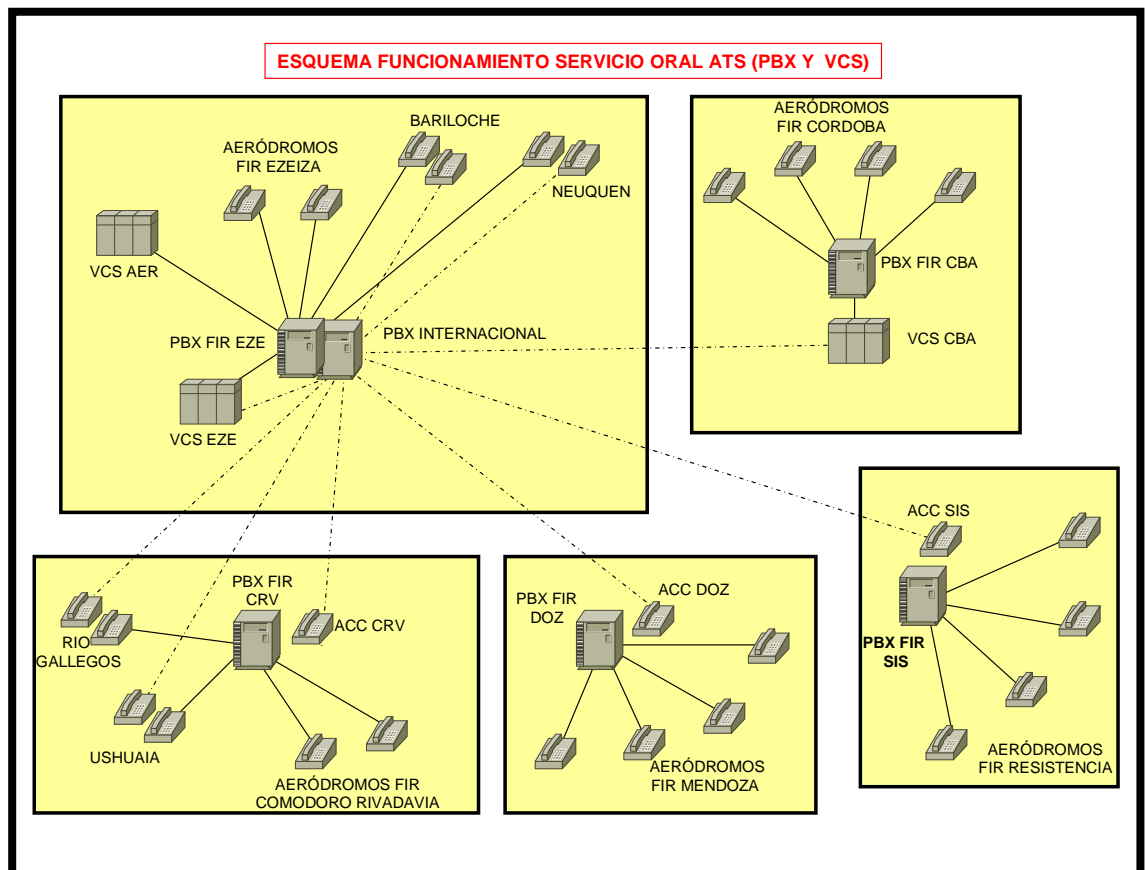 ESQUEMA FUNCIONAMIENTO SERVICIO ORAL ATS (PBX Y VCS)
BARILOCHE
AERÓDROMOS
FIR EZEIZA
NEUQUEN
VCS AER
PBX FIR EZE
PBX INTERNACIONAL
VCS EZE
AERÓDROMOS
FIR CORDOBA
PBX FIR CBA
VCS CBA
PBX FIR
CRV
ACC CRV
RIO
GALLEGOS
USHUAIA
AERÓDROMOS FIR
COMODORO RIVADAVIA
PBX FIR
DOZ
ACC DOZ
AERÓDROMOS
FIR MENDOZA
ACC SIS
PBX FIR
SIS
AERÓDROMOS
FIR RESISTENCIA